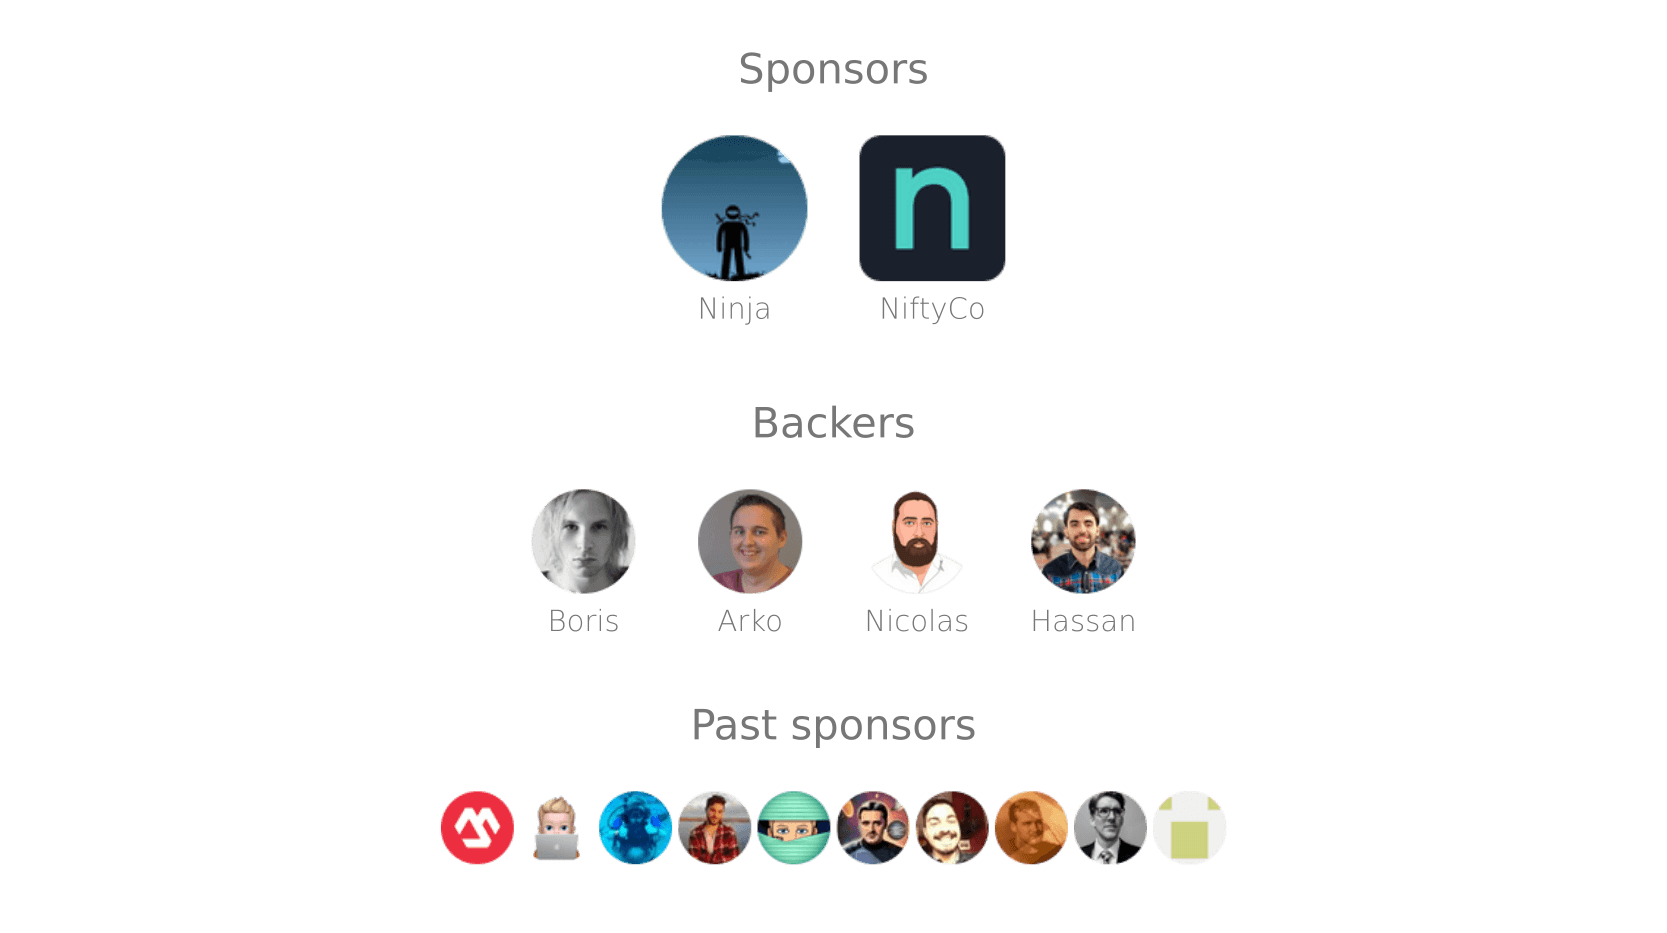 Sponsors
n
Ninja
NiftyCo
Backers
Boris
Arko
Nicolas
Hassan
Past sponsors